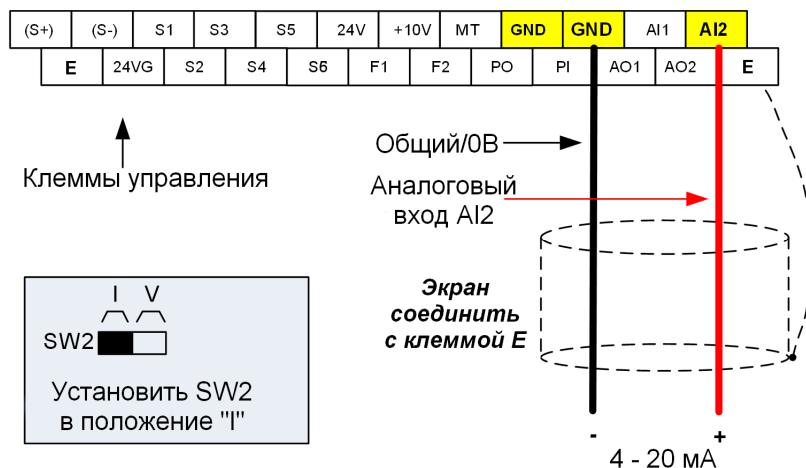 (S+) (S-) S1 S3 S5 24V +10V MT GND GND AI1 AI2
E 24VG S2 S4 S6 F1 F2 PO PI AO1 AO2 E
Клеммы управления
Общий/0В
Аналоговый
вход AI2
Экран
соединить
с клеммой E
I V
SW2
Установить SW2
в положение "I"
- +
4 - 20 мА